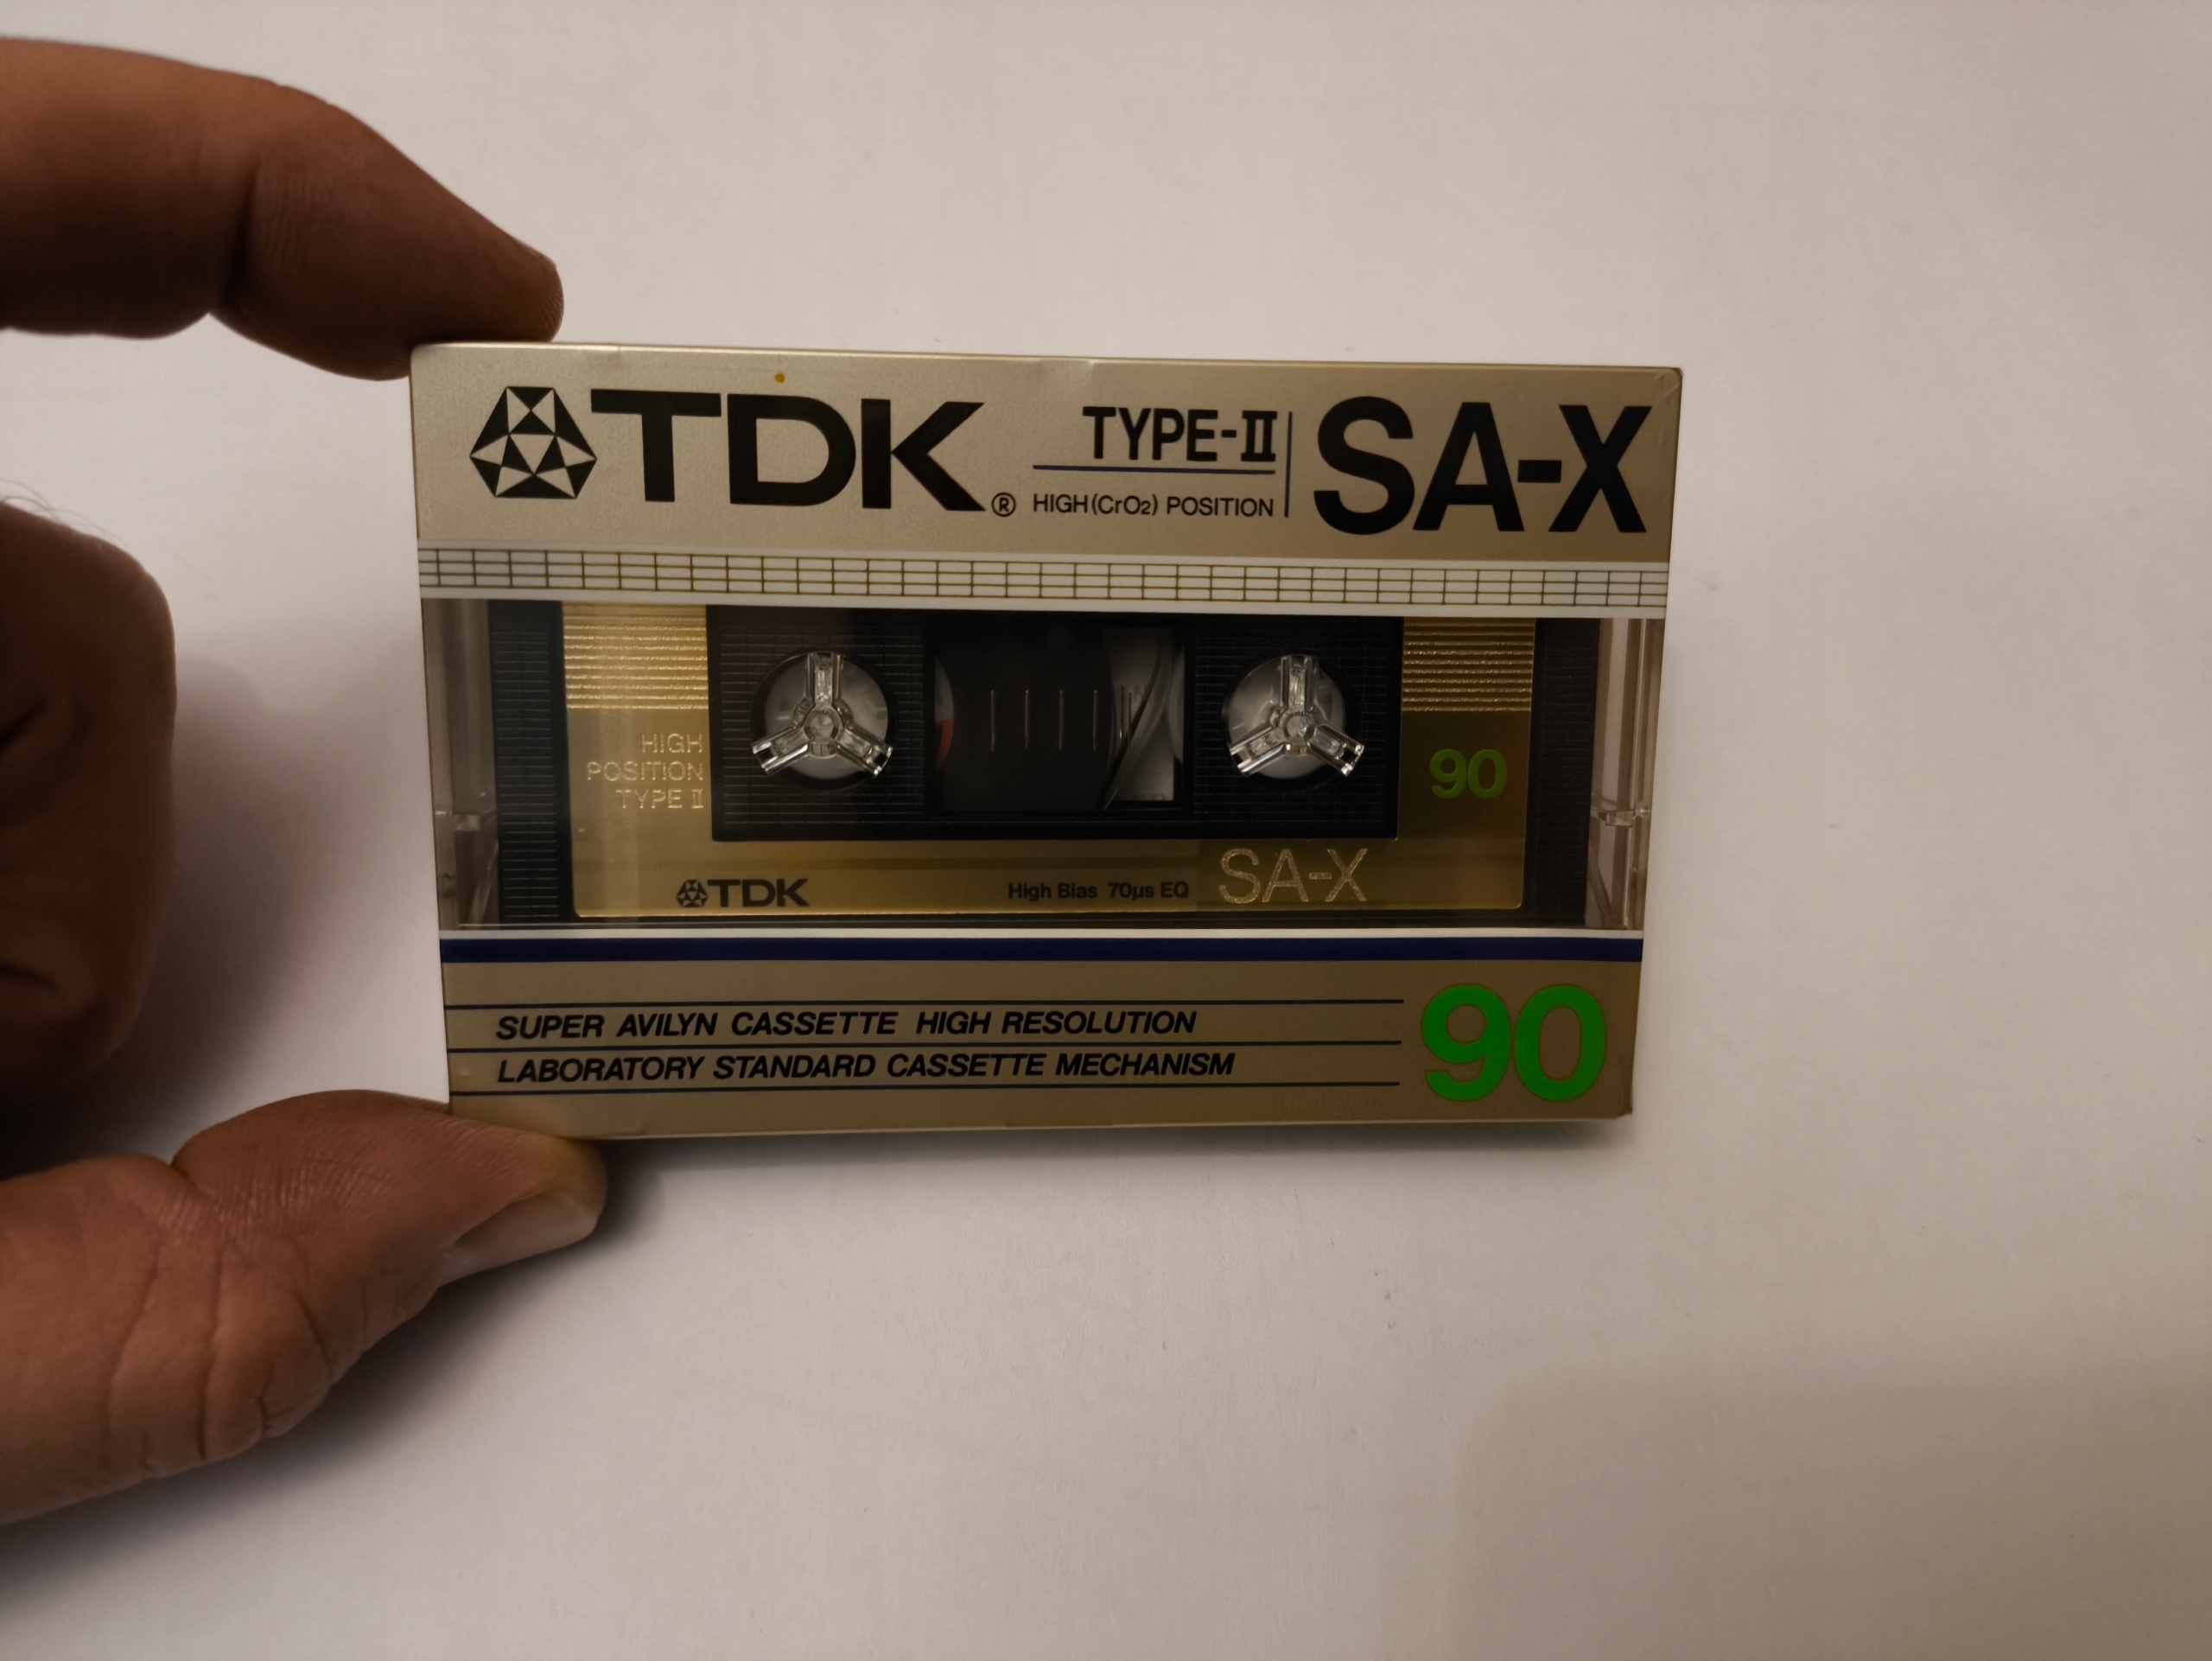 TDK® TYPE-II SA-X
HIGH (CrO2) POSITION
HIGH
POSITION
TYPE II
90
TDK High Bias 70µs EQ SA-X
SUPER AVILYN CASSETTE HIGH RESOLUTION
LABORATORY STANDARD CASSETTE MECHANISM
90